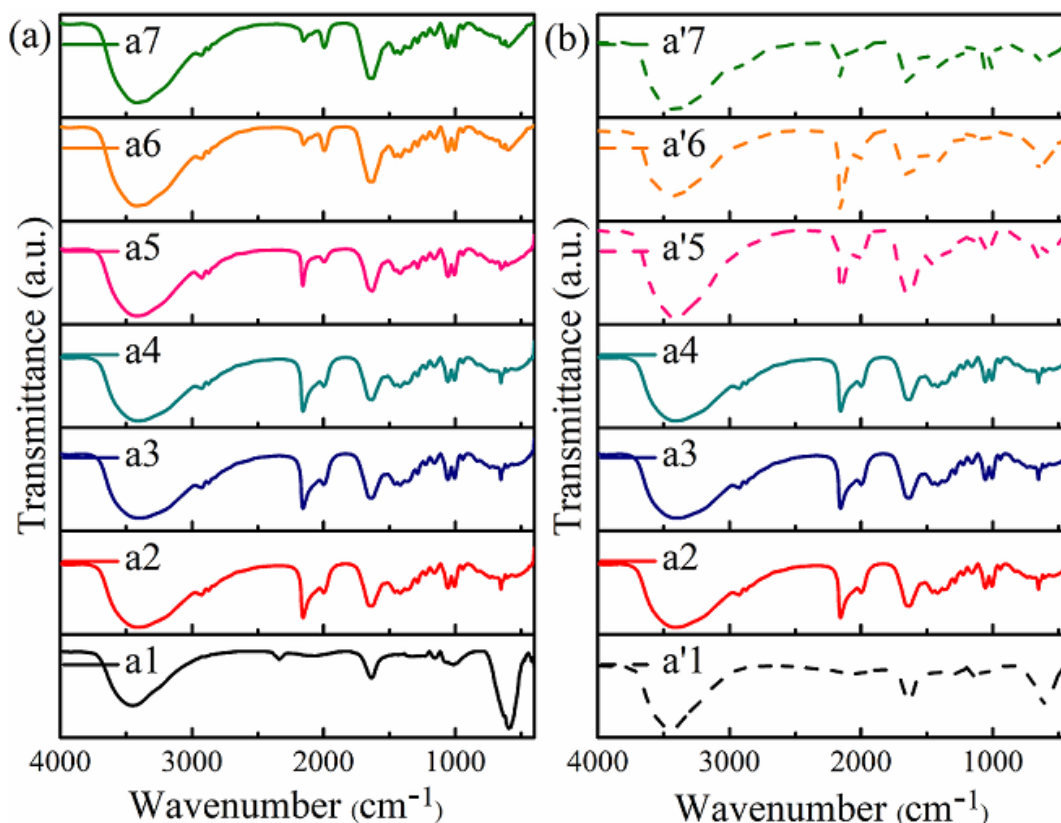 (a)
a7
a6
a5
a4
a3
a2
a1
Transmittance (a.u.)
4000 3000 2000 1000
Wavenumber (cm⁻¹)
(b)
a'7
a'6
a'5
a4
a3
a2
a'1
Transmittance (a.u.)
4000 3000 2000 1000
Wavenumber (cm⁻¹)